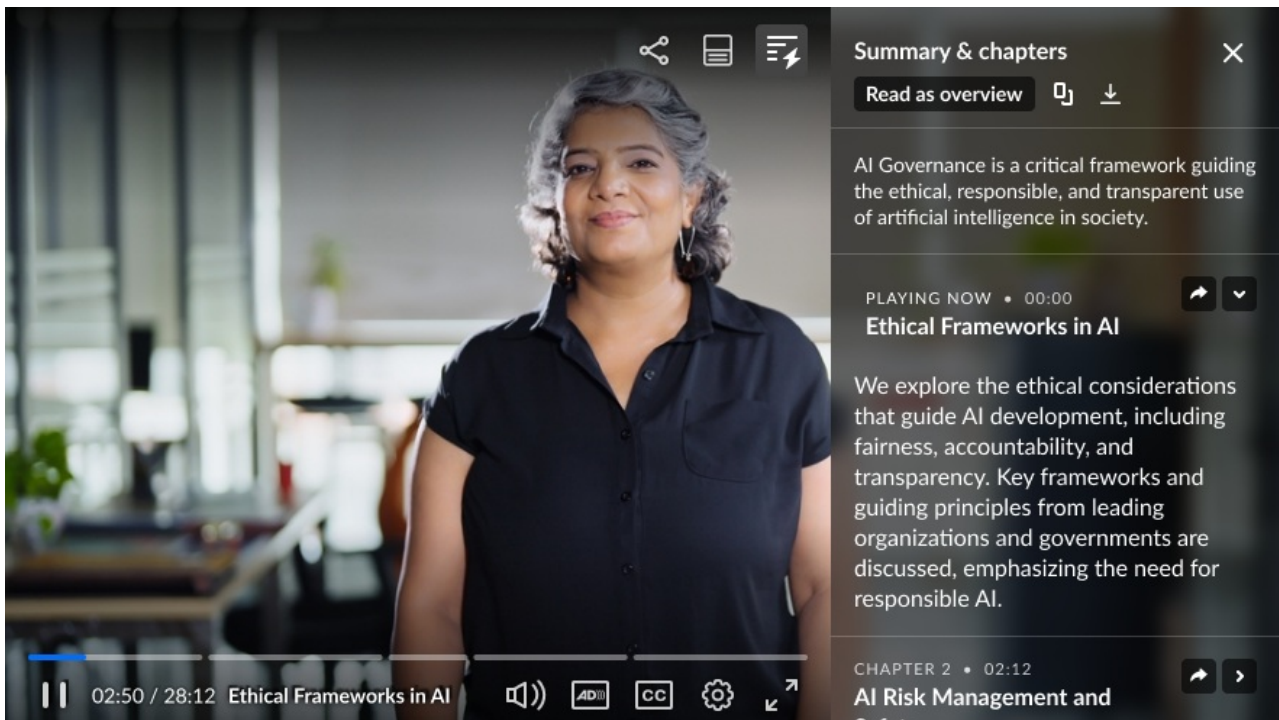 Summary & chapters
Read as overview
AI Governance is a critical framework guiding
the ethical, responsible, and transparent use
of artificial intelligence in society.
PLAYING NOW • 00:00
Ethical Frameworks in AI
We explore the ethical considerations
that guide AI development, including
fairness, accountability, and
transparency. Key frameworks and
guiding principles from leading
organizations and governments are
discussed, emphasizing the need for
responsible AI.
CHAPTER 2 • 02:12
AI Risk Management and
02:50 / 28:12 Ethical Frameworks in AI
AD
CC